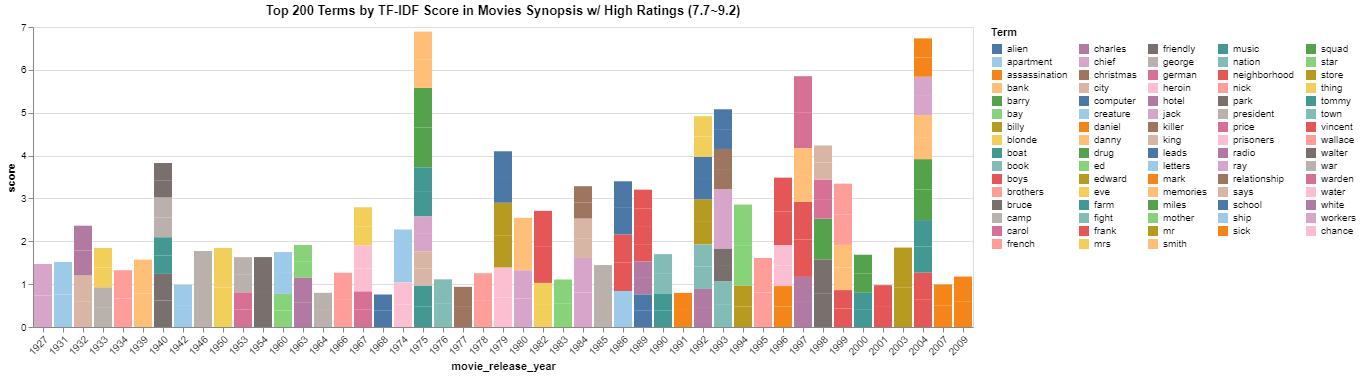 Top 200 Terms by TF-IDF Score in Movies Synopsis w/ High Ratings (7.7~9.2)
7
6
5
4
3
2
1
0
score
1927 1931 1932 1933 1934 1939 1940 1942 1946 1950 1953 1954 1960 1963 1964 1966 1967 1968 1974 1975 1976 1977 1978 1979 1980 1982 1983 1984 1985 1986 1989 1990 1991 1992 1993 1994 1995 1996 1997 1998 1999 2000 2001 2003 2004 2007 2009
movie_release_year
Term
alien charles friendly music squad
apartment chief george nation star
assassination christmas german neighborhood store
bank city heroin nick thing
barry computer hotel park tommy
bay creature jack president town
billy daniel killer price vincent
blonde danny king prisoners wallace
boat drug leads radio walter
book ed letters ray war
boys edward mark relationship warden
brothers eve memories says water
bruce farm miles school white
camp fight mother ship workers
carol frank mr sick chance
french mrs smith